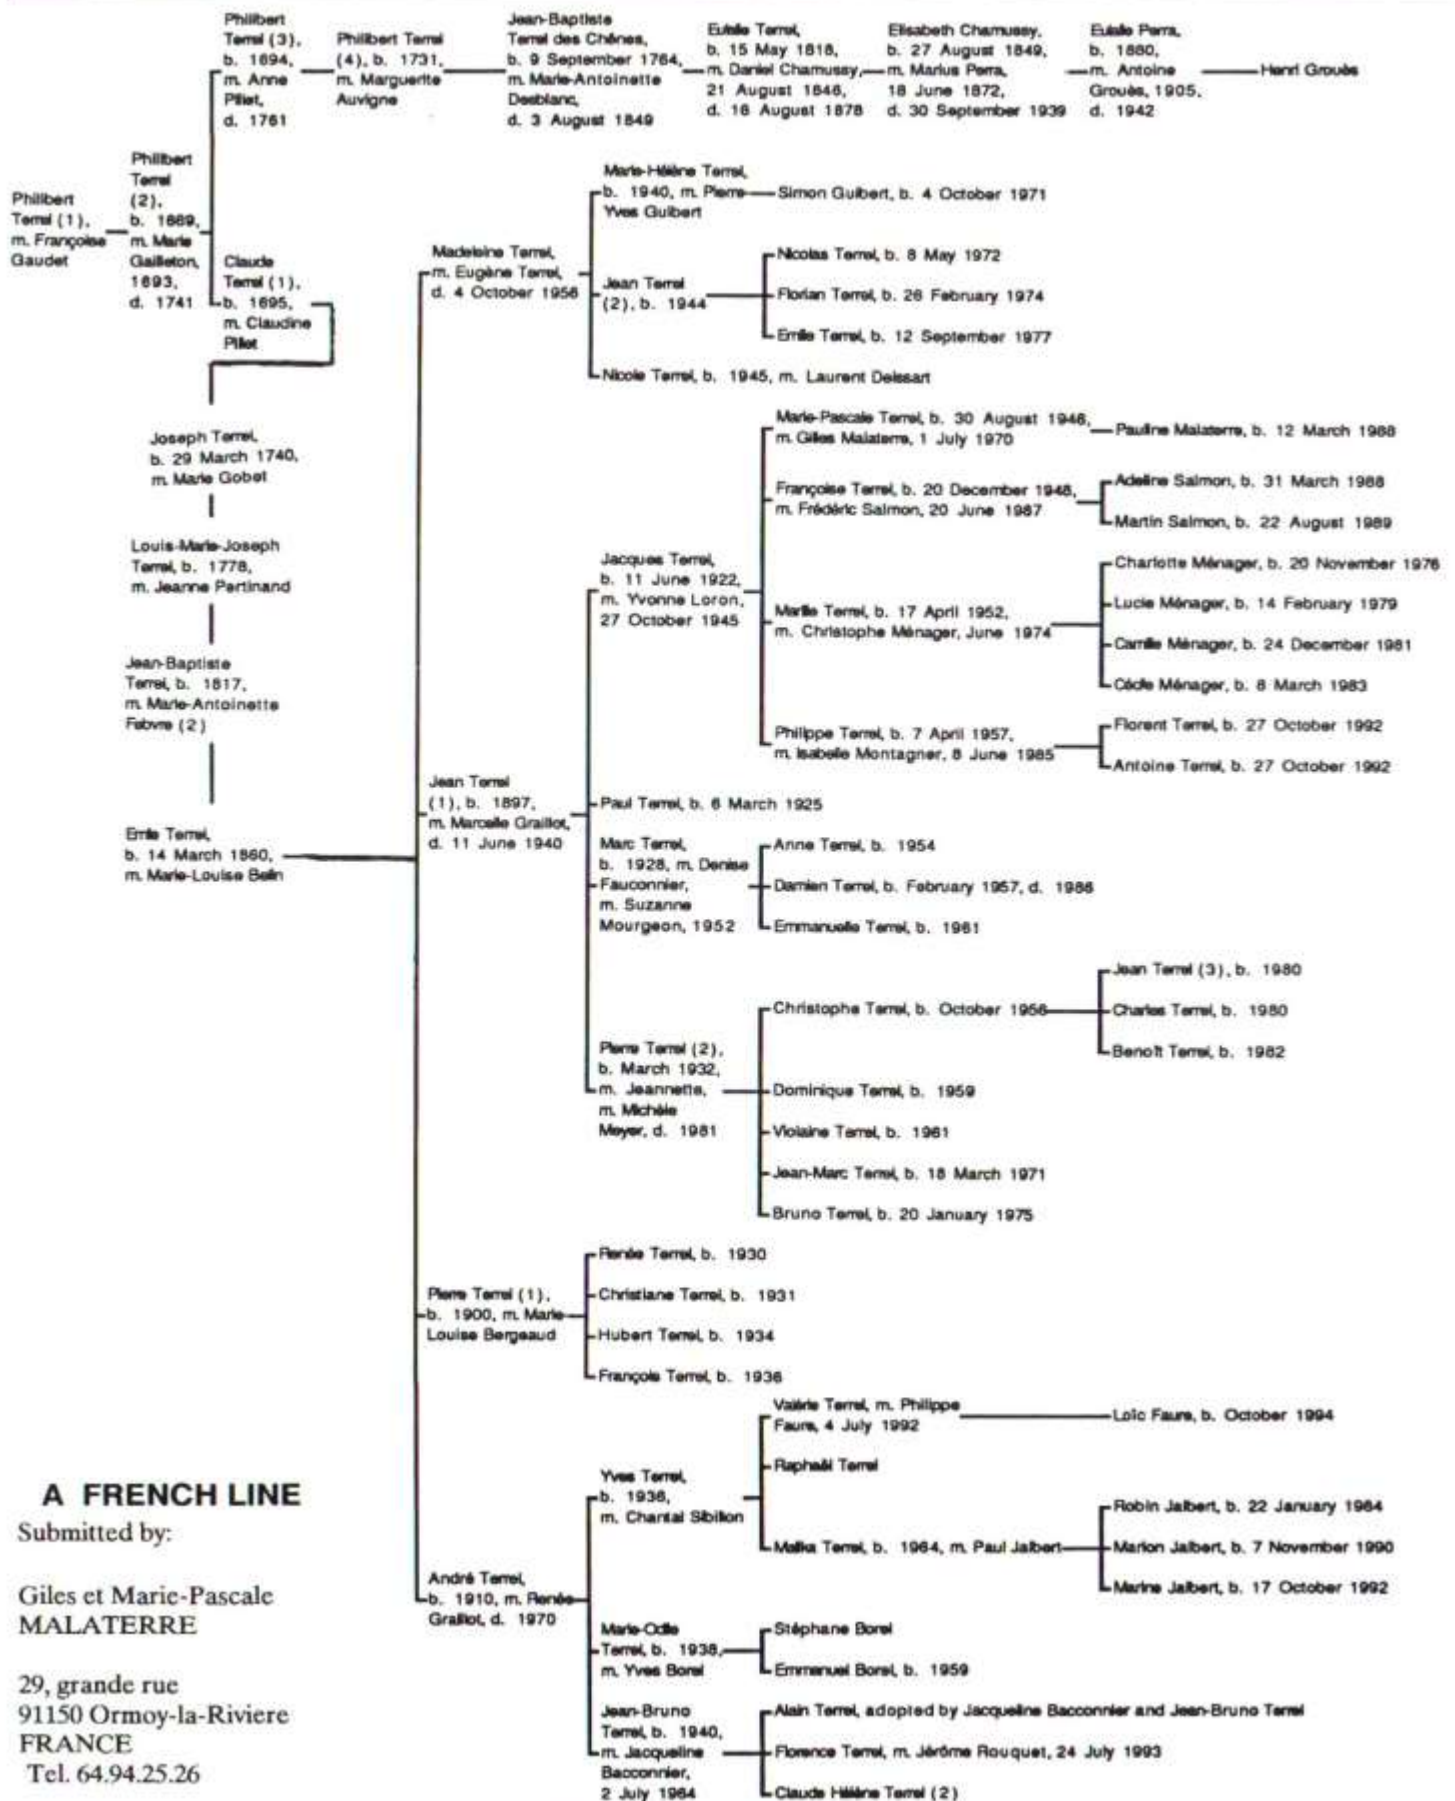 Philibert
Terrel (1),
m. Françoise
Gaudet
Philibert
Terrel
(2),
b. 1669,
m. Marie
Gailleton,
1693,
d. 1741
Philibert
Terrel (3),
b. 1694,
m. Anne
Pillet,
d. 1761
Philibert Terrel
(4), b. 1731,
m. Marguerite
Auvigne
Jean-Baptiste
Terrel des Chênes,
b. 9 September 1764,
m. Marie-Antoinette
Desblanc,
d. 3 August 1849
Eulalie Terrel,
b. 15 May 1818,
m. Daniel Chamussy,
21 August 1846,
d. 16 August 1878
Elisabeth Chamussy,
b. 27 August 1849,
m. Marius Perra,
18 June 1872,
d. 30 September 1939
Eulalie Perra,
b. 1880,
m. Antoine
Grouès, 1905,
d. 1942
Henri Grouès
Claude
Terrel (1),
b. 1695,
m. Claudine
Pillet
Joseph Terrel,
b. 29 March 1740,
m. Marie Gobet
Louis-Marie-Joseph
Terrel, b. 1778,
m. Jeanne Pertinand
Jean-Baptiste
Terrel, b. 1817,
m. Marie-Antoinette
Febvre (2)
Emile Terrel,
b. 14 March 1860,
m. Marie-Louise Belin
Madeleine Terrel,
m. Eugène Terrel,
d. 4 October 1956
Marie-Hélène Terrel,
b. 1940, m. Pierre
Yves Guibert
Simon Guibert, b. 4 October 1971
Jean Terrel
(2), b. 1944
Nicolas Terrel, b. 8 May 1972
Florian Terrel, b. 26 February 1974
Emilie Terrel, b. 12 September 1977
Nicole Terrel, b. 1945, m. Laurent Deissart
Jean Terrel
(1), b. 1897,
m. Marcelle Graillot,
d. 11 June 1940
Jacques Terrel,
b. 11 June 1922,
m. Yvonne Loron,
27 October 1945
Marie-Pascale Terrel, b. 30 August 1946,
m. Gilles Malaterre, 1 July 1970
Pauline Malaterre, b. 12 March 1988
Françoise Terrel, b. 20 December 1948,
m. Frédéric Salmon, 20 June 1987
Adeline Salmon, b. 31 March 1988
Martin Salmon, b. 22 August 1989
Marille Terrel, b. 17 April 1952,
m. Christophe Ménager, June 1974
Charlotte Ménager, b. 20 November 1976
Lucie Ménager, b. 14 February 1979
Camille Ménager, b. 24 December 1981
Cécile Ménager, b. 8 March 1983
Philippe Terrel, b. 7 April 1957,
m. Isabelle Montagner, 8 June 1985
Florent Terrel, b. 27 October 1992
Antoine Terrel, b. 27 October 1992
Paul Terrel, b. 6 March 1925
Marc Terrel,
b. 1928, m. Denise
Fauconnier,
m. Suzanne
Mourgeon, 1952
Anne Terrel, b. 1954
Damien Terrel, b. February 1957, d. 1986
Emmanuelle Terrel, b. 1961
Pierre Terrel (2),
b. March 1932,
m. Jeannette,
m. Michèle
Meyer, d. 1981
Christophe Terrel, b. October 1956
Jean Terrel (3), b. 1980
Charles Terrel, b. 1980
Benoît Terrel, b. 1982
Dominique Terrel, b. 1959
Violaine Terrel, b. 1961
Jean-Marc Terrel, b. 18 March 1971
Bruno Terrel, b. 20 January 1975
Pierre Terrel (1),
b. 1900, m. Marie
Louise Bergeaud
Renée Terrel, b. 1930
Christiane Terrel, b. 1931
Hubert Terrel, b. 1934
François Terrel, b. 1936
André Terrel,
b. 1910, m. Renée
Graillot, d. 1970
Yves Terrel,
b. 1936,
m. Chantal Sibilion
Valérie Terrel, m. Philippe
Faure, 4 July 1992
Loïc Faure, b. October 1994
Raphaël Terrel
Malika Terrel, b. 1964, m. Paul Jalbert
Robin Jalbert, b. 22 January 1984
Marion Jalbert, b. 7 November 1990
Marine Jalbert, b. 17 October 1992
Marie-Odile
Terrel, b. 1938,
m. Yves Borel
Stéphane Borel
Emmanuel Borel, b. 1959
Jean-Bruno
Terrel, b. 1940,
m. Jacqueline
Bacconnier,
2 July 1964
Alain Terrel, adopted by Jacqueline Bacconnier and Jean-Bruno Terrel
Florence Terrel, m. Jérôme Rouquet, 24 July 1993
Claude Hélène Terrel (2)
A FRENCH LINE
Submitted by:
Giles et Marie-Pascale
MALATERRE
29, grande rue
91150 Ormoy-la-Riviere
FRANCE
Tel. 64.94.25.26